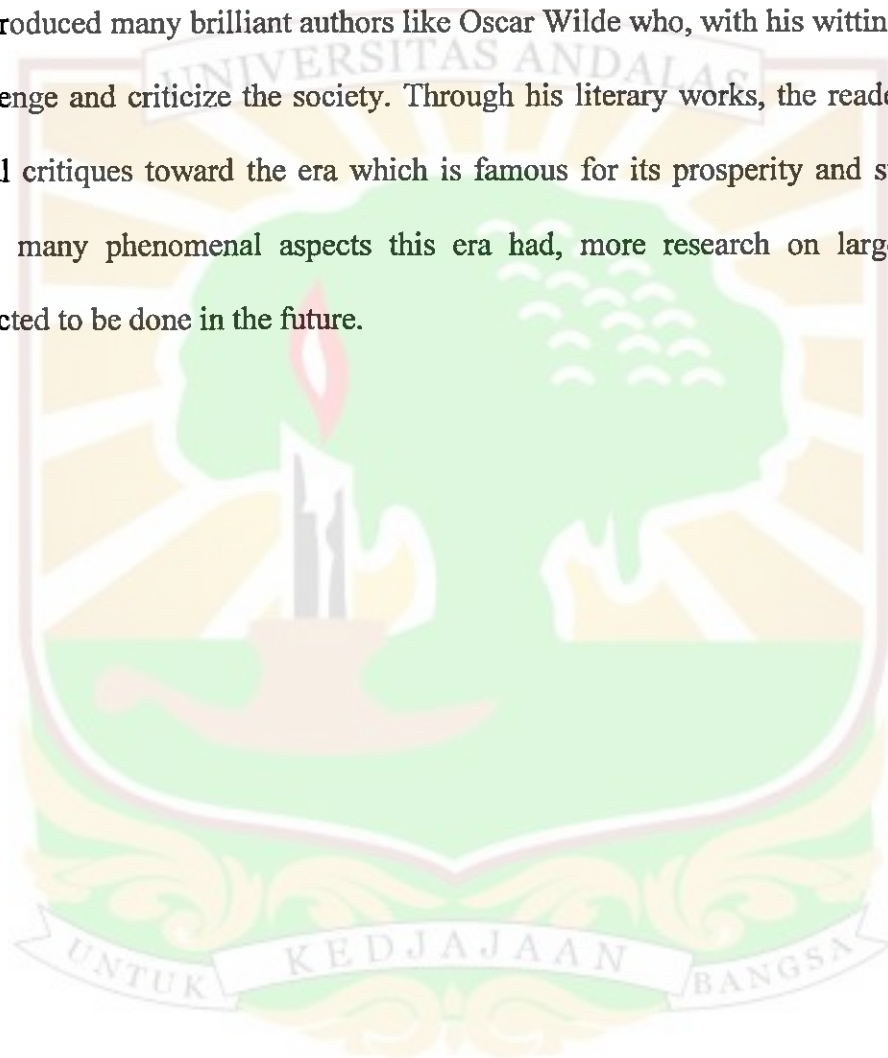 roduced many brilliant authors like Oscar Wilde who, with his wittin
UNIVERSITAS ANDALAS
enge and criticize the society. Through his literary works, the reade
l critiques toward the era which is famous for its prosperity and s
many phenomenal aspects this era had, more research on larg
cted to be done in the future.
UNTUK KEDJAJAAN BANGSA